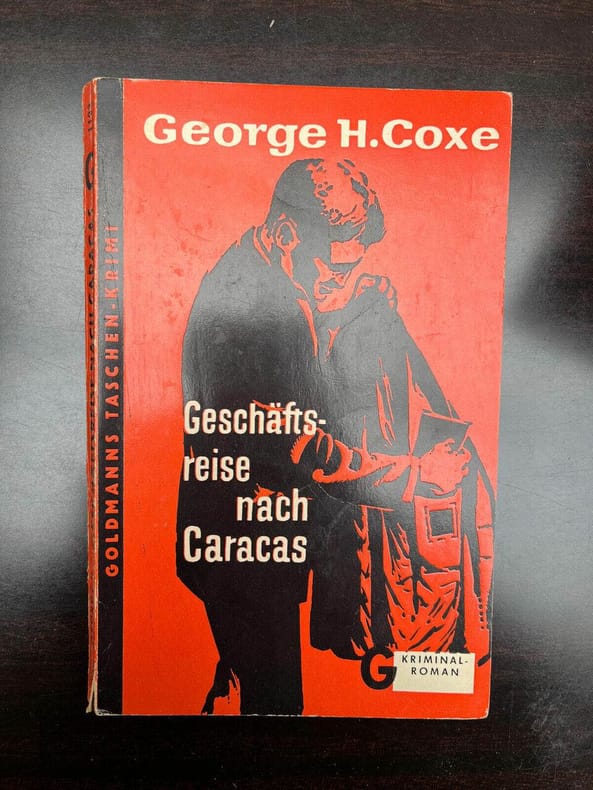 George H. Coxe
Geschäfts-
reise
nach
Caracas
GOLDMANNS TASCHEN-KRIMI
G
KRIMINAL-
ROMAN